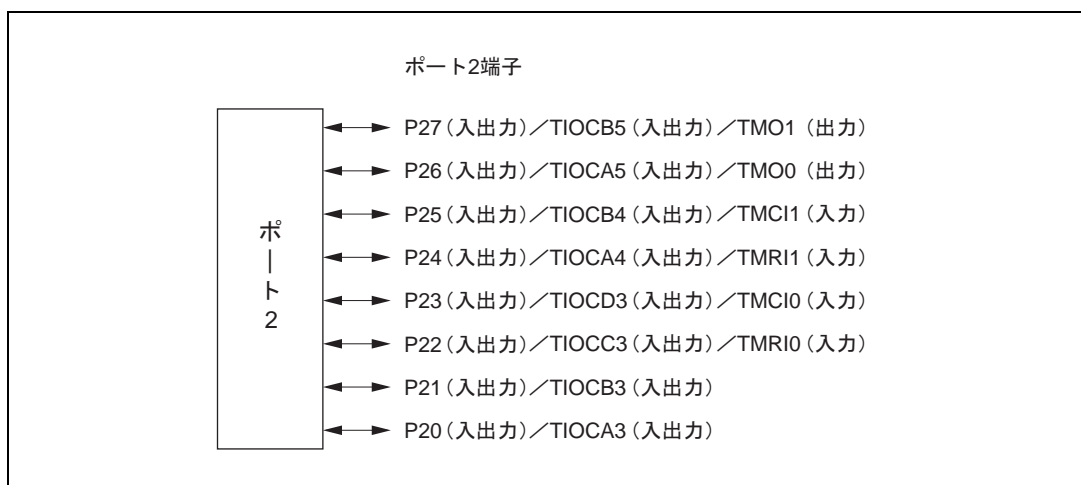 ポート2端子
ポート2
P27（入出力）／TIOCB5（入出力）／TMO1（出力）
P26（入出力）／TIOCA5（入出力）／TMO0（出力）
P25（入出力）／TIOCB4（入出力）／TMCI1（入力）
P24（入出力）／TIOCA4（入出力）／TMRI1（入力）
P23（入出力）／TIOCD3（入出力）／TMCI0（入力）
P22（入出力）／TIOCC3（入出力）／TMRI0（入力）
P21（入出力）／TIOCB3（入出力）
P20（入出力）／TIOCA3（入出力）